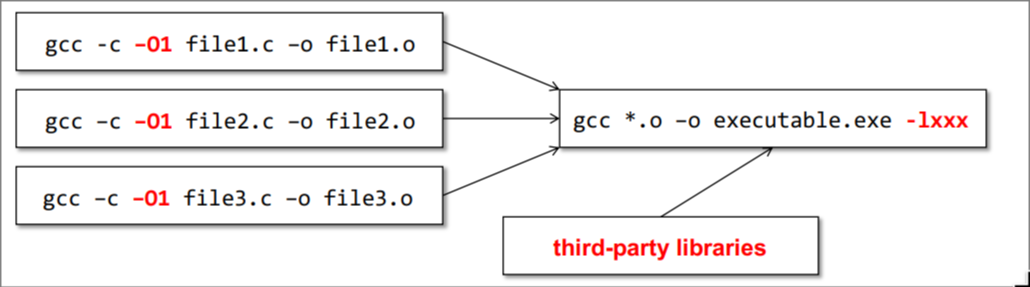 gcc -c –O1 file1.c –o file1.o
gcc -c –O1 file2.c –o file2.o
gcc –c –O1 file3.c –o file3.o
gcc *.o –o executable.exe -lxxx
third-party libraries